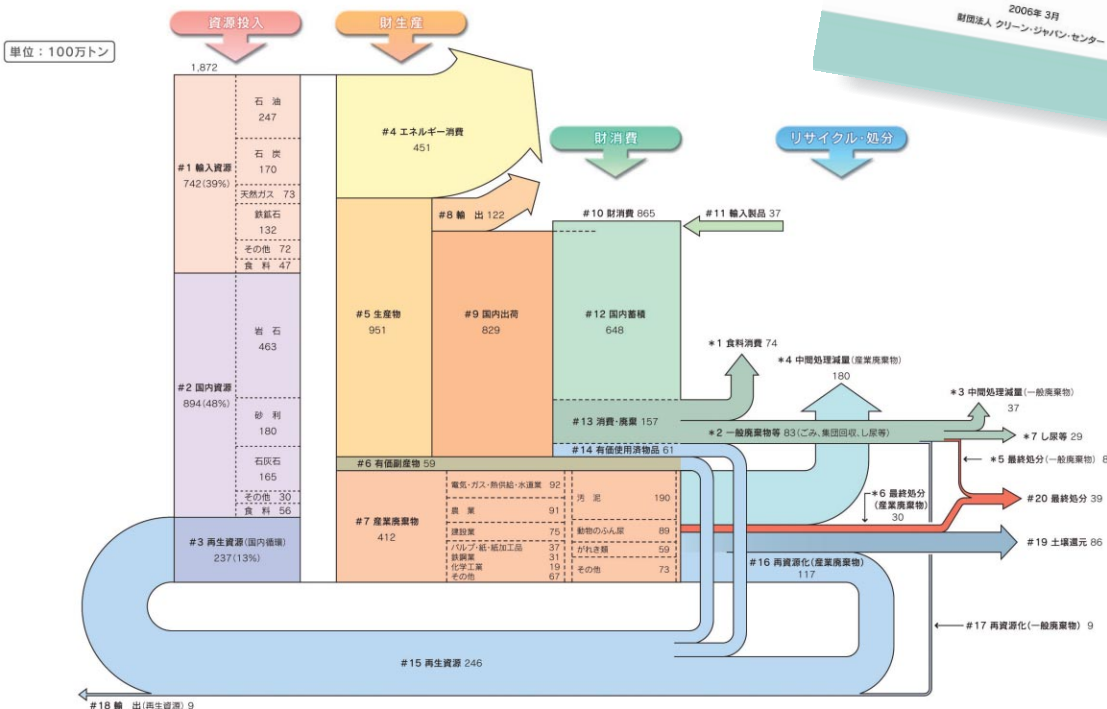 2006年 3月
財団法人 クリーン・ジャパン・センター
単位：100万トン
資源投入
財生産
財消費
リサイクル・処分
1,872
石 油
247
石 炭
170
天然ガス 73
鉄鉱石
132
その他 72
食 料 47
#1 輸入資源
742(39%)
岩 石
463
砂 利
180
石灰石
165
その他 30
食 料 56
#2 国内資源
894(48%)
#3 再生資源(国内循環)
237(13%)
#4 エネルギー消費
451
#5 生産物
951
#8 輸 出 122
#9 国内出荷
829
#10 財消費 865
#11 輸入製品 37
#12 国内蓄積
648
#13 消費・廃棄 157
#14 有価使用済物品 61
#6 有価副産物 59
#7 産業廃棄物
412
電気・ガス・熱供給・水道業 92
農 業 91
建設業 75
パルプ・紙・紙加工品 37
鉄鋼業 31
化学工業 19
その他 67
汚 泥 190
動物のふん尿 89
がれき類 59
その他 73
*1 食料消費 74
*4 中間処理減量(産業廃棄物)
180
*3 中間処理減量(一般廃棄物)
37
*2 一般廃棄物等 83(ごみ、集団回収、し尿等)
*7 し尿等 29
*5 最終処分(一般廃棄物) 8
*6 最終処分
(産業廃棄物)
30
#20 最終処分 39
#19 土壌還元 86
#16 再資源化(産業廃棄物)
117
#17 再資源化(一般廃棄物) 9
#15 再生資源 246
#18 輸 出(再生資源) 9